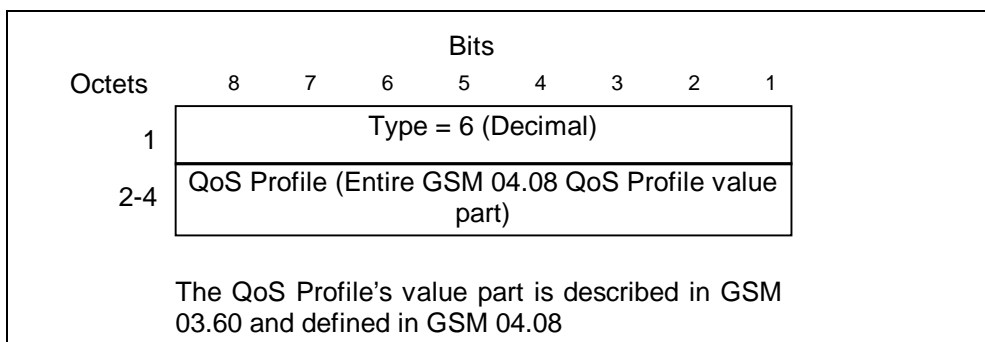 Bits
Octets 8 7 6 5 4 3 2 1
1 Type = 6 (Decimal)
2-4 QoS Profile (Entire GSM 04.08 QoS Profile value
part)
The QoS Profile's value part is described in GSM
03.60 and defined in GSM 04.08